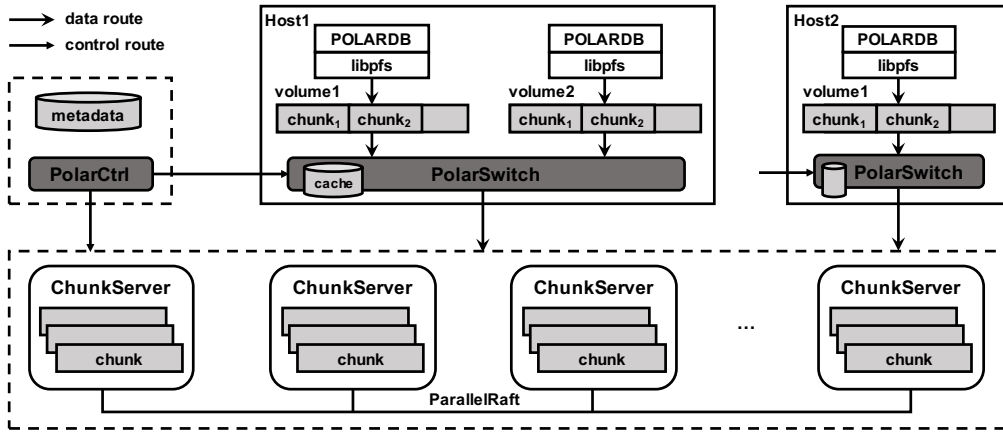 data route
control route
metadata
PolarCtrl
Host1
POLARDB
libpfs
volume1
chunk₁ chunk₂
POLARDB
libpfs
volume2
chunk₁ chunk₂
cache
PolarSwitch
Host2
POLARDB
libpfs
volume1
chunk₁ chunk₂
PolarSwitch
ChunkServer
chunk
ChunkServer
chunk
ChunkServer
chunk
...
ChunkServer
chunk
ParallelRaft